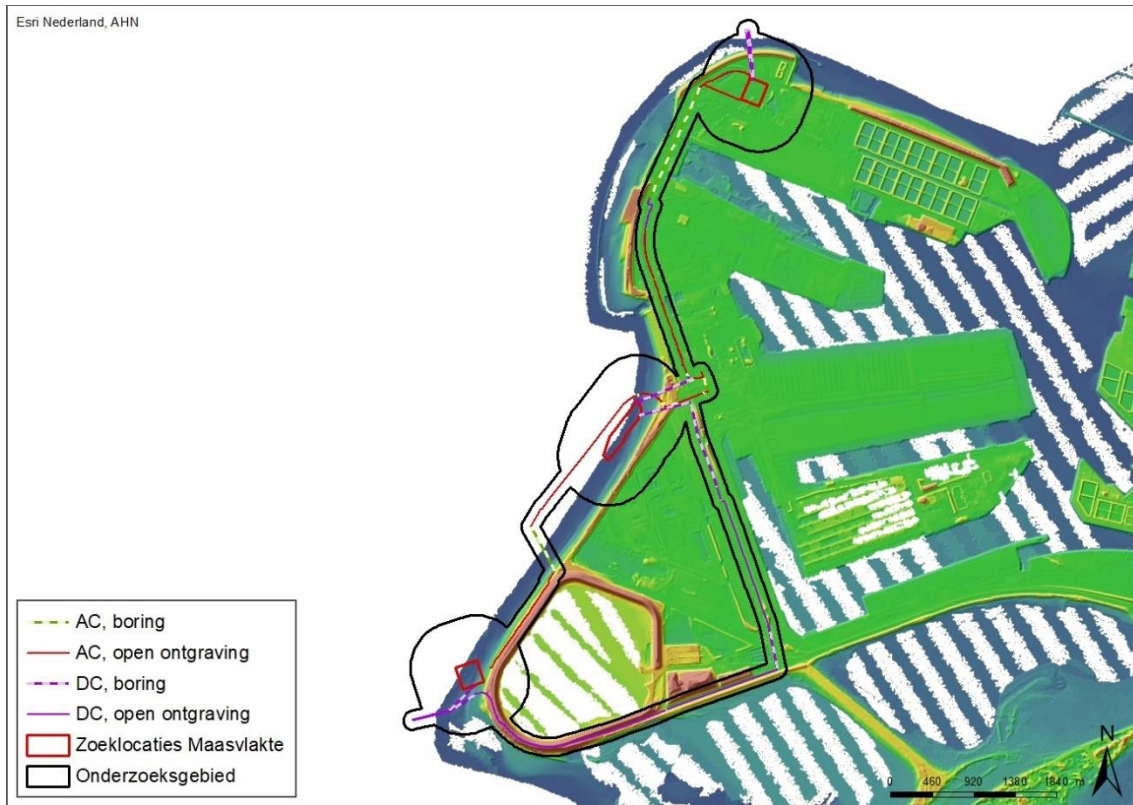 Esri Nederland, AHN
AC, boring
AC, open ontgraving
DC, boring
DC, open ontgraving
Zoeklocaties Maasvlakte
Onderzoeksgebied
N
0 460 920 1380 1840 m